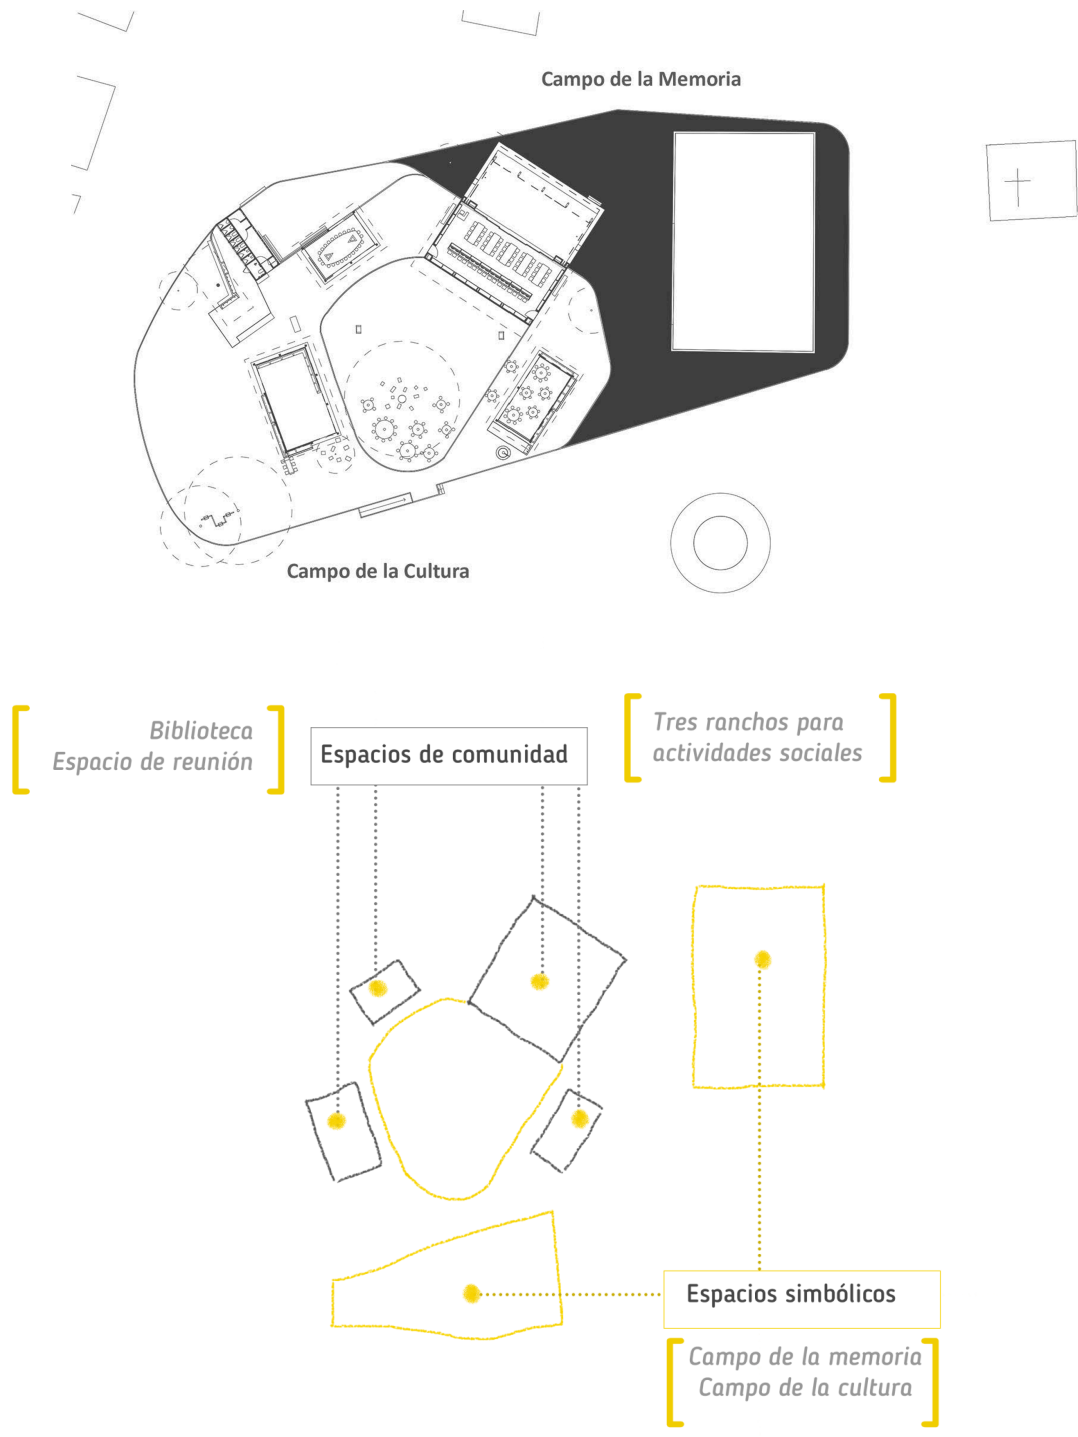 Campo de la Memoria
Campo de la Cultura
Biblioteca
Espacio de reunión
Espacios de comunidad
Tres ranchos para
actividades sociales
Espacios simbólicos
Campo de la memoria
Campo de la cultura